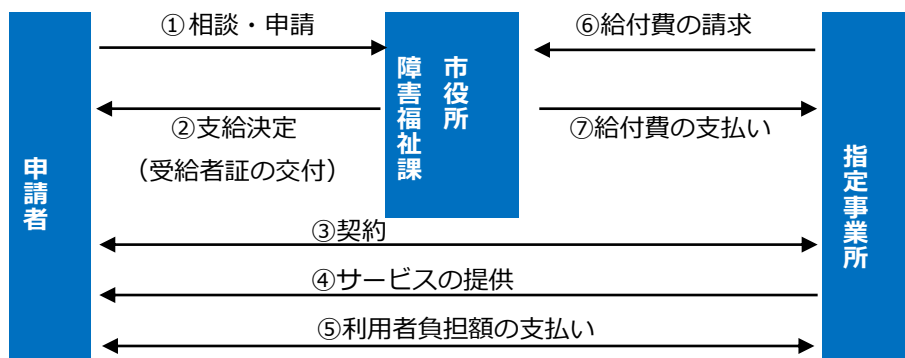 ①相談・申請
⑥給付費の請求
市役所
障害福祉課
②支給決定
（受給者証の交付）
⑦給付費の支払い
申請者
指定事業所
③契約
④サービスの提供
⑤利用者負担額の支払い